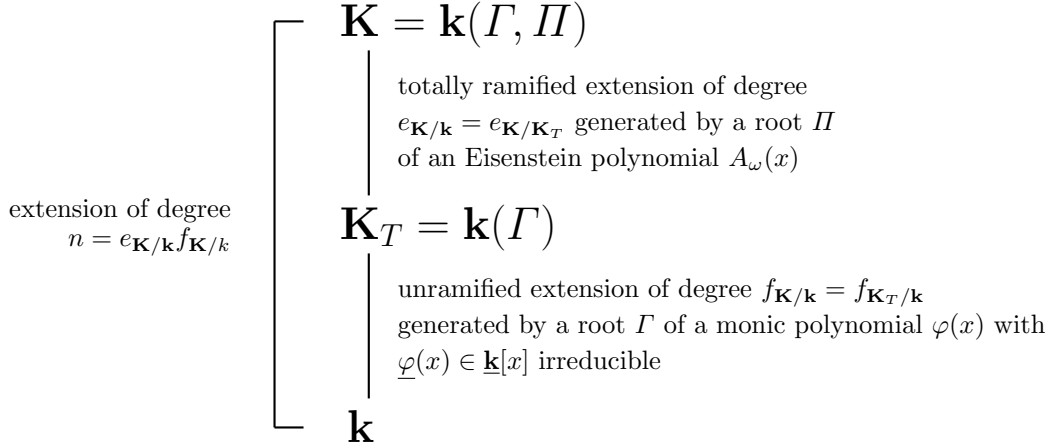 𝐊 = 𝐤(𝛤, 𝛱)
totally ramified extension of degree
e_{𝐊/𝐤} = e_{𝐊/𝐊_T} generated by a root 𝛱
of an Eisenstein polynomial A_ω(x)
extension of degree
n = e_{𝐊/𝐤}f_{𝐊/k}
𝐊_T = 𝐤(𝛤)
unramified extension of degree f_{𝐊/𝐤} = f_{𝐊_T/𝐤}
generated by a root 𝛤 of a monic polynomial φ(x) with
φ̲(x) ∈ 𝐤̲[x] irreducible
𝐤